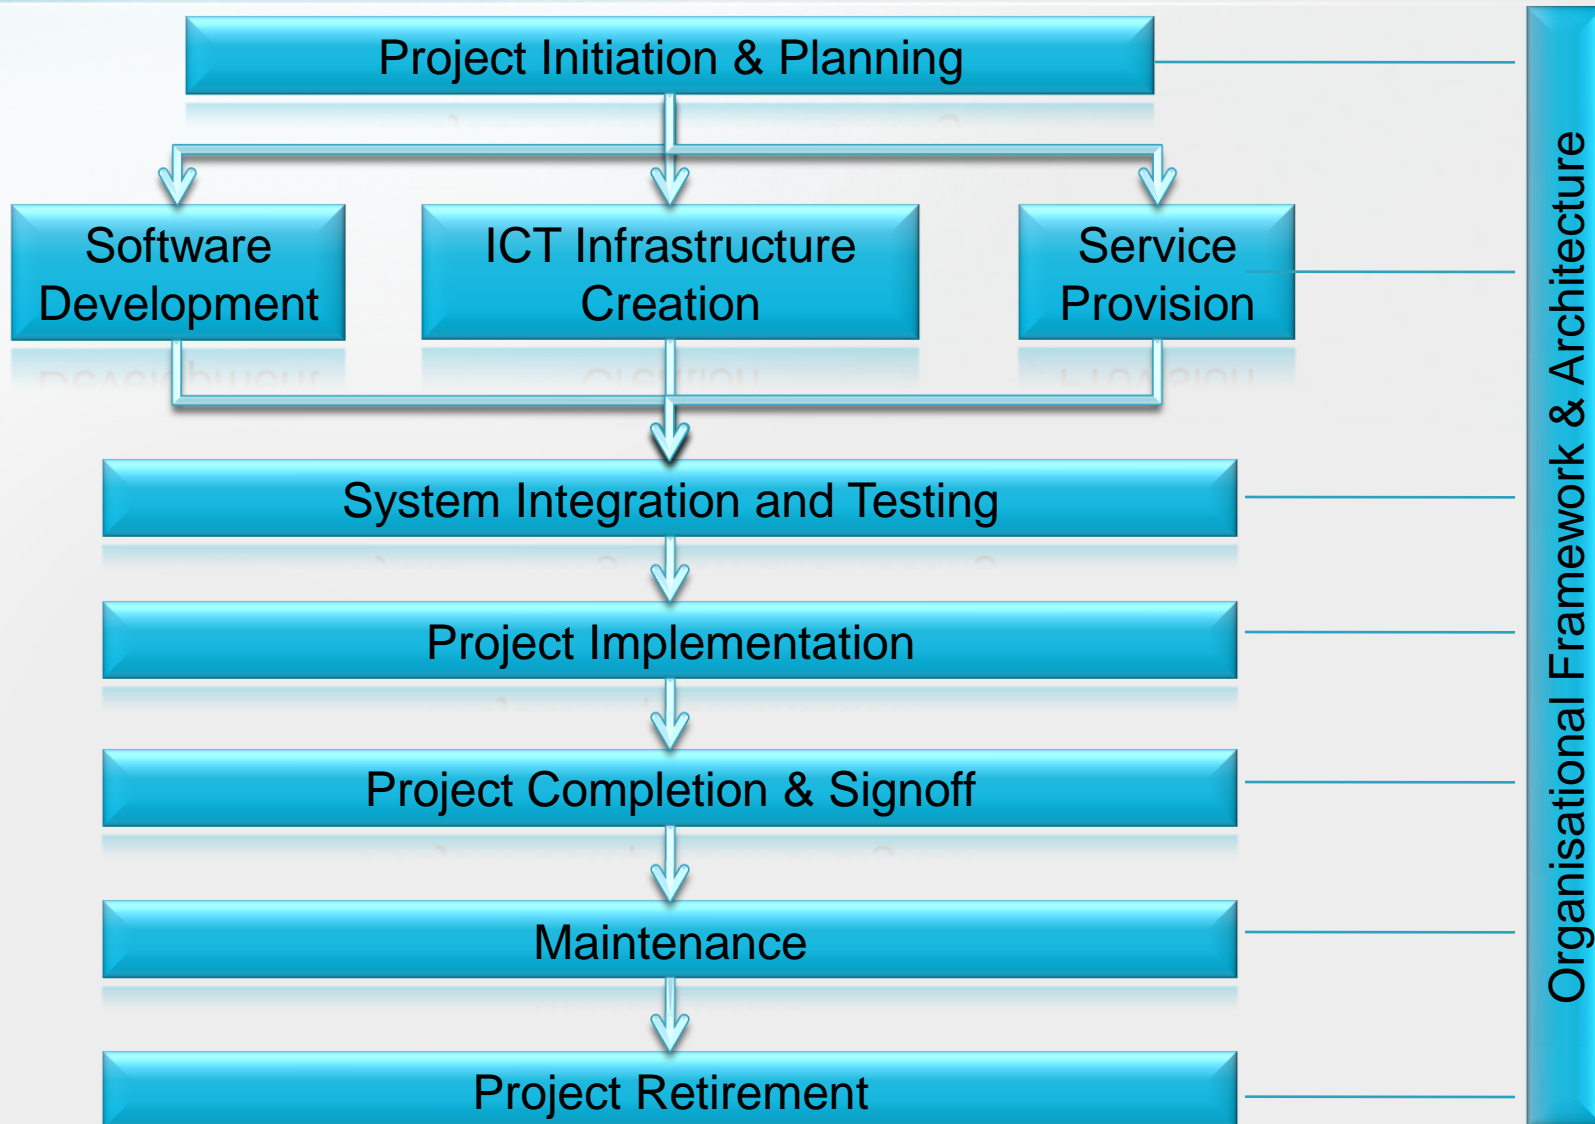 Project Initiation & Planning
Software
Development
ICT Infrastructure
Creation
Service
Provision
System Integration and Testing
Project Implementation
Project Completion & Signoff
Maintenance
Project Retirement
Organisational Framework & Architecture